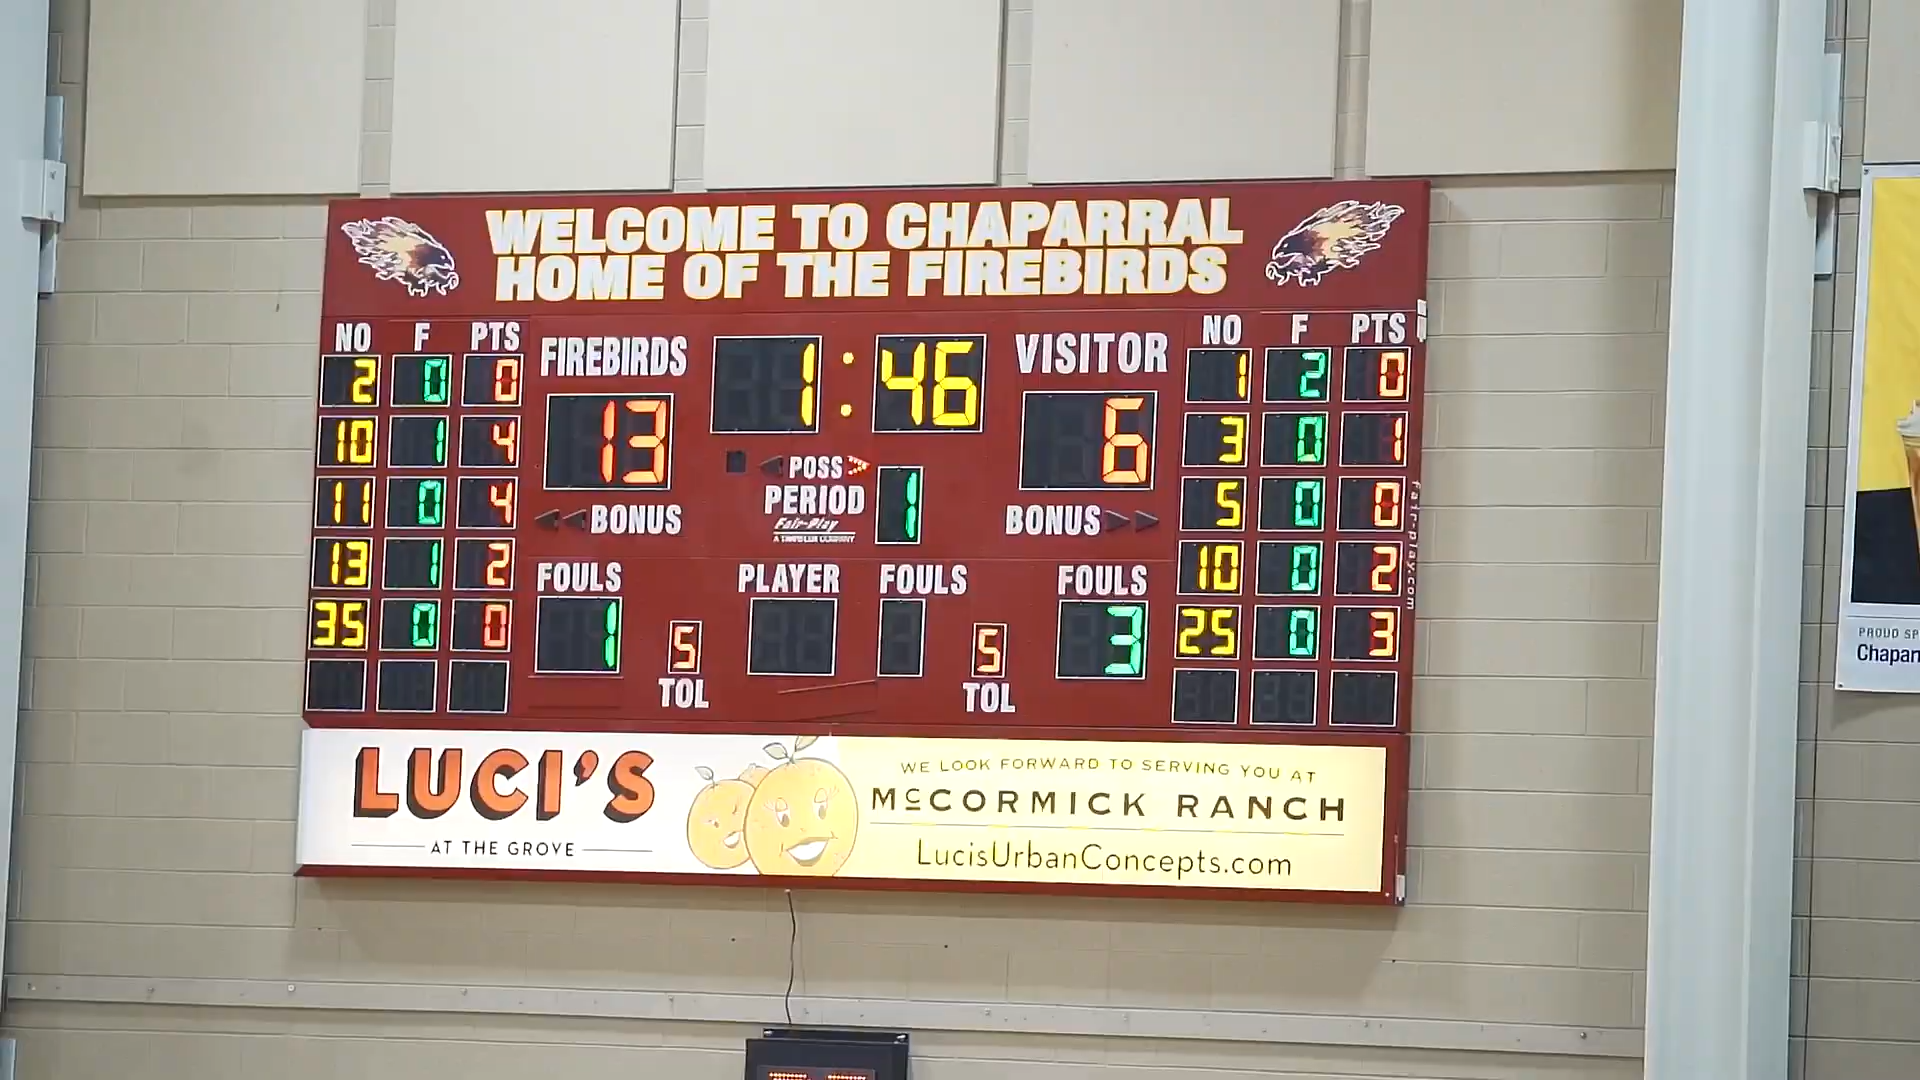 WELCOME TO CHAPARRAL
HOME OF THE FIREBIRDS
NO F PTS
2 0 0
10 1 4
11 0 4
13 1 2
35 0 0
FIREBIRDS
13
BONUS
FOULS
1
5
TOL
1:46
POSS
PERIOD
1
Fair-Play
PLAYER FOULS
VISITOR
6
BONUS
FOULS
3
5
TOL
NO F PTS
1 2 0
3 0 1
5 0 0
10 0 2
25 0 3
fair-play.com
LUCI'S
AT THE GROVE
WE LOOK FORWARD TO SERVING YOU AT
McCORMICK RANCH
LucisUrbanConcepts.com
PROUD SP
Chapar